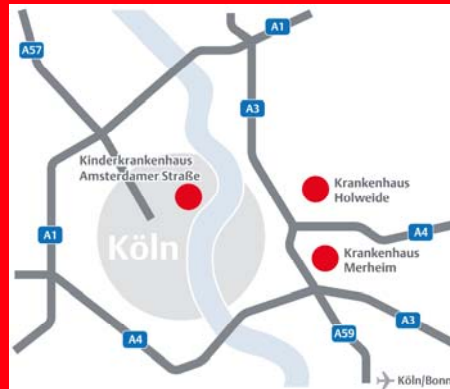 A1
A57
A3
Kinderkrankenhaus
Amsterdamer Straße
Krankenhaus
Holweide
A1
Köln
A4
Krankenhaus
Merheim
A4
A59
A3
Köln/Bonn